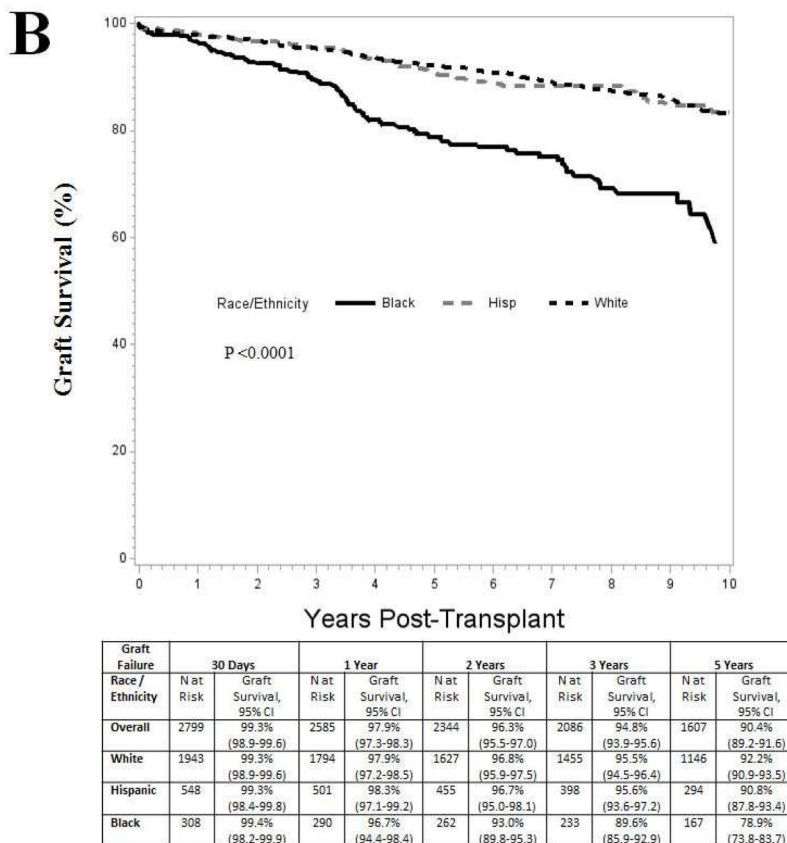 B
100
80
60
40
20
0
Graft Survival (%)
Race/Ethnicity Black Hisp White
P <0.0001
0 1 2 3 4 5 6 7 8 9 10
Years Post-Transplant
Graft Failure 30 Days 1 Year 2 Years 3 Years 5 Years
Race / Ethnicity N at Risk Graft Survival, 95% CI N at Risk Graft Survival, 95% CI N at Risk Graft Survival, 95% CI N at Risk Graft Survival, 95% CI N at Risk Graft Survival, 95% CI
Overall 2799 99.3% 2585 97.9% 2344 96.3% 2086 94.8% 1607 90.4%
(98.9-99.6) (97.3-98.3) (95.5-97.0) (93.9-95.6) (89.2-91.6)
White 1943 99.3% 1794 97.9% 1627 96.8% 1455 95.5% 1146 92.2%
(98.9-99.6) (97.2-98.5) (95.9-97.5) (94.5-96.4) (90.9-93.5)
Hispanic 548 99.3% 501 98.3% 455 96.7% 398 95.6% 294 90.8%
(98.4-99.8) (97.1-99.2) (95.0-98.1) (93.6-97.2) (87.8-93.4)
Black 308 99.4% 290 96.7% 262 93.0% 233 89.6% 167 78.9%
(98.2-99.9) (94.4-98.4) (89.8-95.3) (85.9-92.9) (73.8-83.7)